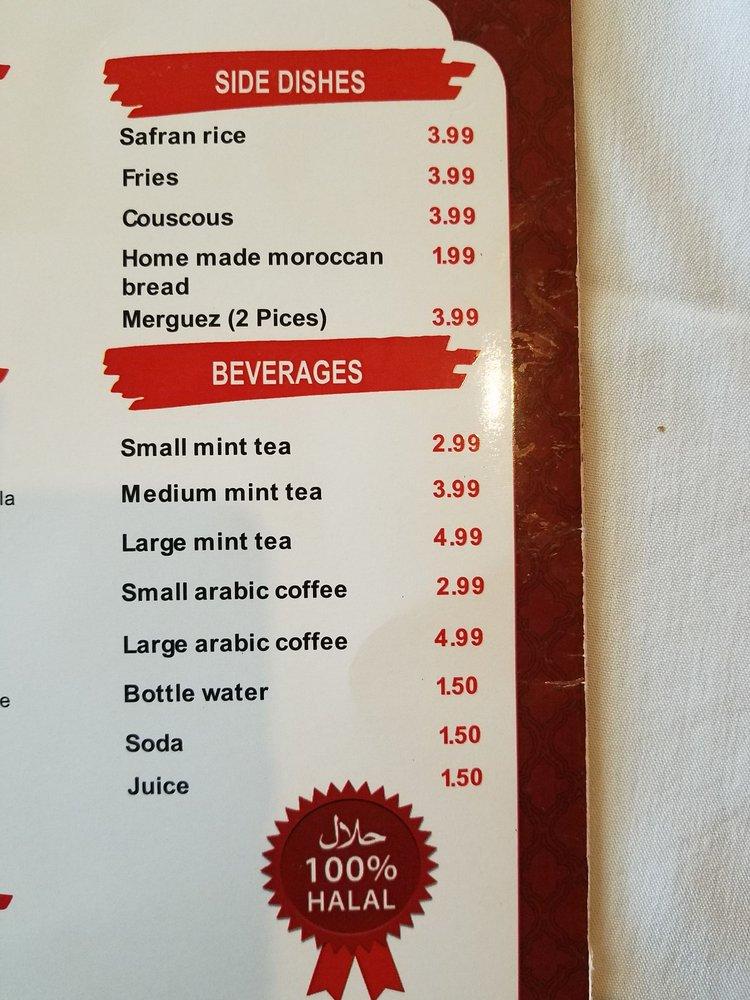 SIDE DISHES
Safran rice 3.99
Fries 3.99
Couscous 3.99
Home made moroccan 1.99
bread
Merguez (2 Pices) 3.99
BEVERAGES
Small mint tea 2.99
Medium mint tea 3.99
Large mint tea 4.99
Small arabic coffee 2.99
Large arabic coffee 4.99
Bottle water 1.50
Soda 1.50
Juice 1.50
la
e
حلال
100%
HALAL